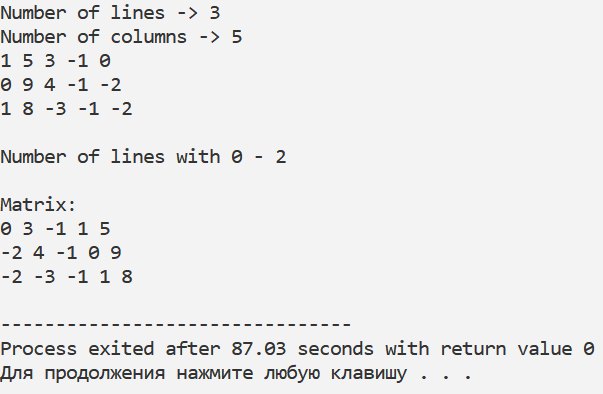 Number of lines -> 3
Number of columns -> 5
1 5 3 -1 0
0 9 4 -1 -2
1 8 -3 -1 -2
Number of lines with 0 - 2
Matrix:
0 3 -1 1 5
-2 4 -1 0 9
-2 -3 -1 1 8
--------------------------------
Process exited after 87.03 seconds with return value 0
Для продолжения нажмите любую клавишу . . .